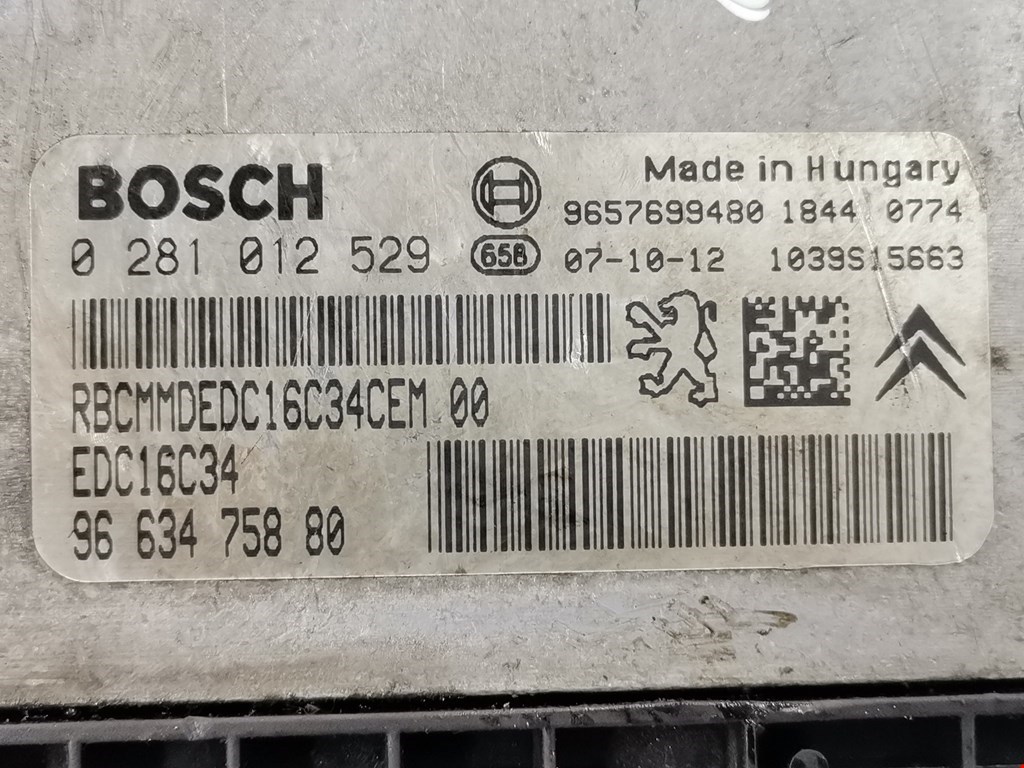 BOSCH
Made in Hungary
9657699480 1844 0774
0 281 012 529
658
07-10-12 1039S15663
RBCMMDEDC16C34CEM 00
EDC16C34
96 634 758 80